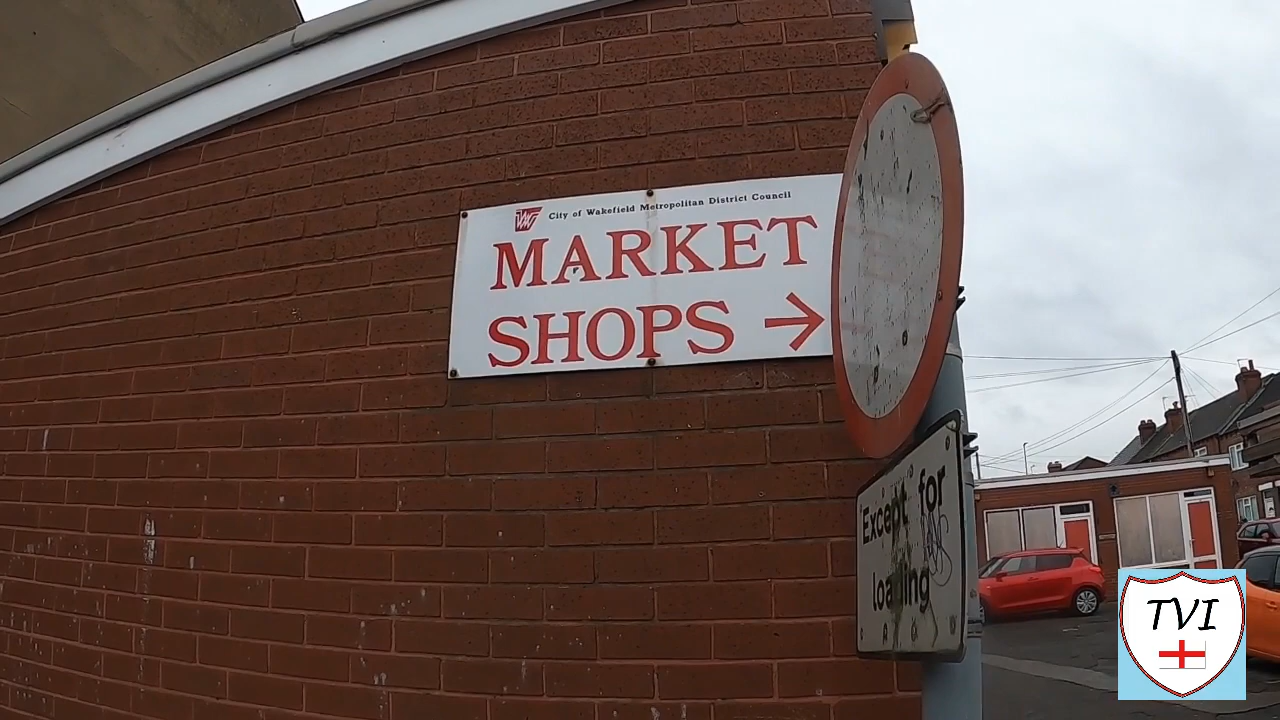 City of Wakefield Metropolitan District Council
MARKET
SHOPS →
Except for
loading
TVI